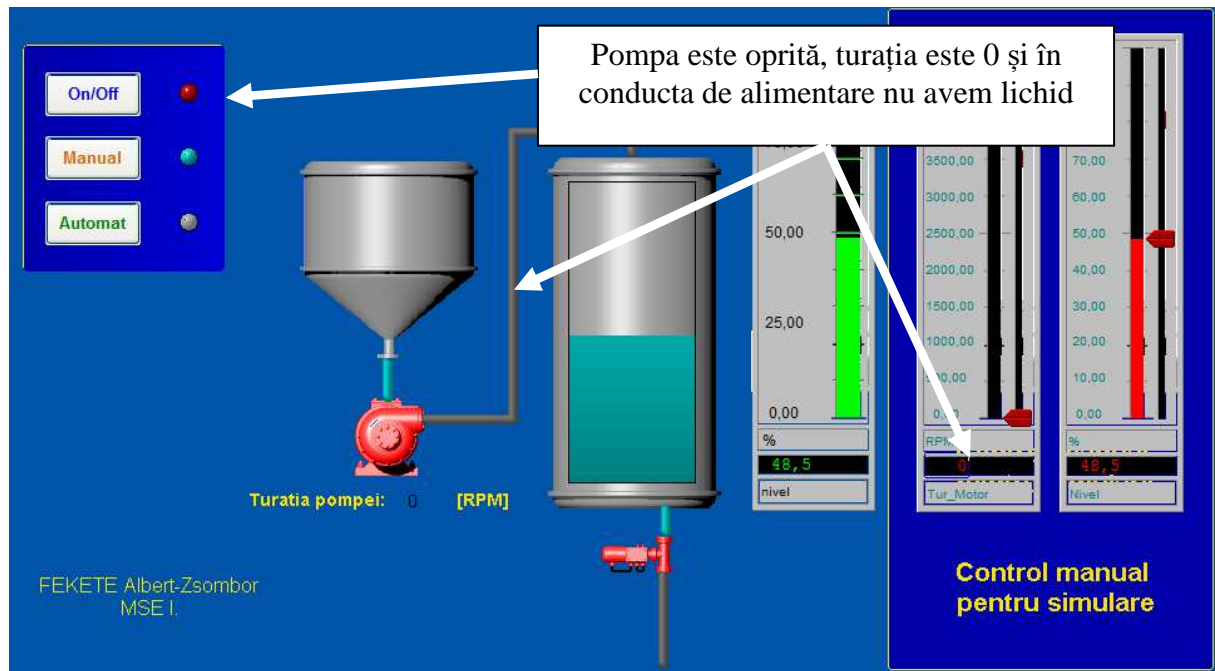 Pompa este oprită, turația este 0 și în
conducta de alimentare nu avem lichid
On/Off
Manual
Automat
Turatia pompei: 0 [RPM]
FEKETE Albert-Zsombor
MSE I.
50,00
25,00
0,00
%
48,5
nivel
3500,00
3000,00
2500,00
2000,00
1500,00
1000,00
0,00
0
Tur_Motor
70,00
60,00
50,00
40,00
30,00
20,00
10,00
0,00
%
48,5
Nivel
Control manual
pentru simulare